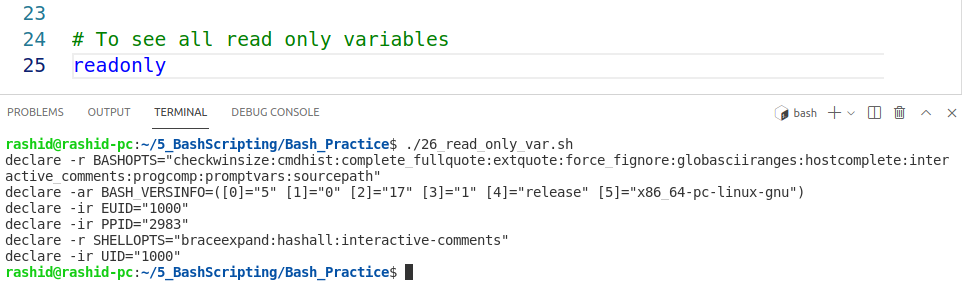 23
24 # To see all read only variables
25 readonly
PROBLEMS OUTPUT TERMINAL DEBUG CONSOLE bash
rashid@rashid-pc:~/5_BashScripting/Bash_Practice$ ./26_read_only_var.sh
declare -r BASHOPTS="checkwinsize:cmdhist:complete_fullquote:extquote:force_fignore:globasciiranges:hostcomplete:inter
active_comments:progcomp:promptvars:sourcepath"
declare -ar BASH_VERSINFO=([0]="5" [1]="0" [2]="17" [3]="1" [4]="release" [5]="x86_64-pc-linux-gnu")
declare -ir EUID="1000"
declare -ir PPID="2983"
declare -r SHELLOPTS="braceexpand:hashall:interactive-comments"
declare -ir UID="1000"
rashid@rashid-pc:~/5_BashScripting/Bash_Practice$